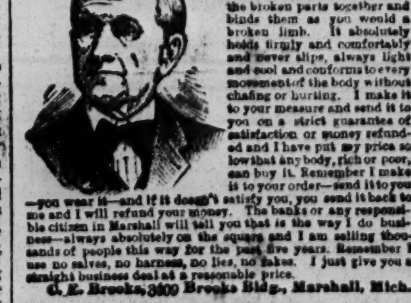 the broken parts together and
binds them as you would a
broken limb. It absolutely
holds firmly and comfortably
and never slips, always light
and cool and conforms to every
movement of the body without
chafing or hurting. I make it
to your measure and send it to
you on a strict guarantee of
satisfaction or money refund-
ed and I have put my price so
low that anybody, rich or poor,
can buy it. Remember I make
it to your order—send it to you
—you wear it—and if it doesn't satisfy you, you send it back to
me and I will refund your money. The banks or any responsi-
ble citizen in Marshall will tell you that is the way I do busi-
ness—always absolutely on the square and I am selling thou-
sands of people this way for the past five years. Remember I
use no salves, no harness, no lies, no fakes. I just give you a
straight business deal at a reasonable price.
C. E. Brooks, 3409 Brooks Bldg., Marshall, Mich.